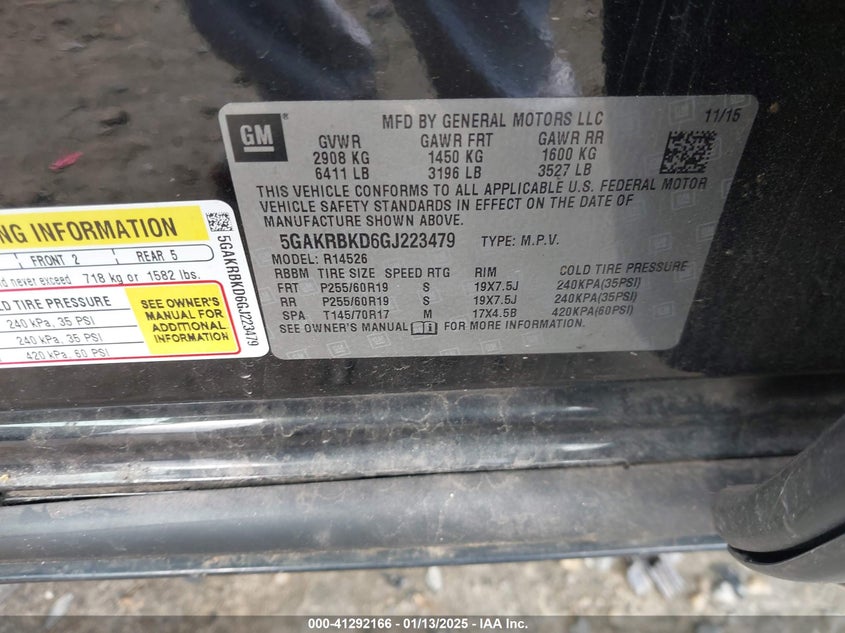 GM
MFD BY GENERAL MOTORS LLC
11/15
GVWR GAWR FRT GAWR RR
2908 KG 1450 KG 1600 KG
6411 LB 3196 LB 3527 LB
THIS VEHICLE CONFORMS TO ALL APPLICABLE U.S. FEDERAL MOTOR
VEHICLE SAFETY STANDARDS IN EFFECT ON THE DATE OF
MANUFACTURE SHOWN ABOVE.
5GAKRBKD6GJ223479 TYPE: M.P.V.
MODEL: R14526
RBBM TIRE SIZE SPEED RTG RIM COLD TIRE PRESSURE
FRT P255/60R19 S 19X7.5J 240KPA(35PSI)
RR P255/60R19 S 19X7.5J 240KPA(35PSI)
SPA T145/70R17 M 17X4.5B 420KPA(60PSI)
SEE OWNER'S MANUAL FOR MORE INFORMATION.
ING INFORMATION
FRONT 2 REAR 5
never exceed 718 kg or 1582 lbs.
OLD TIRE PRESSURE
240 kPa, 35 PSI
240 kPa, 35 PSI
420 kPa, 60 PSI
SEE OWNER'S
MANUAL FOR
ADDITIONAL
INFORMATION
5GAKRBKD6GJ223479
000-41292166 - 01/13/2025 - IAAI.com